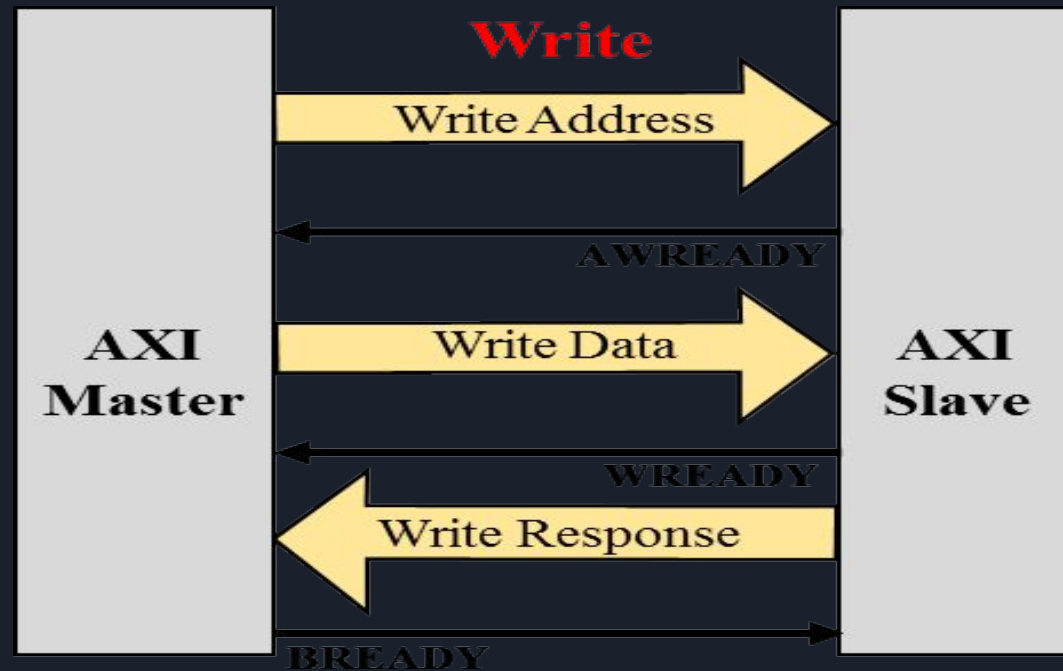 Write
Write Address
AWREADY
AXI
Master
Write Data
AXI
Slave
WREADY
Write Response
BREADY